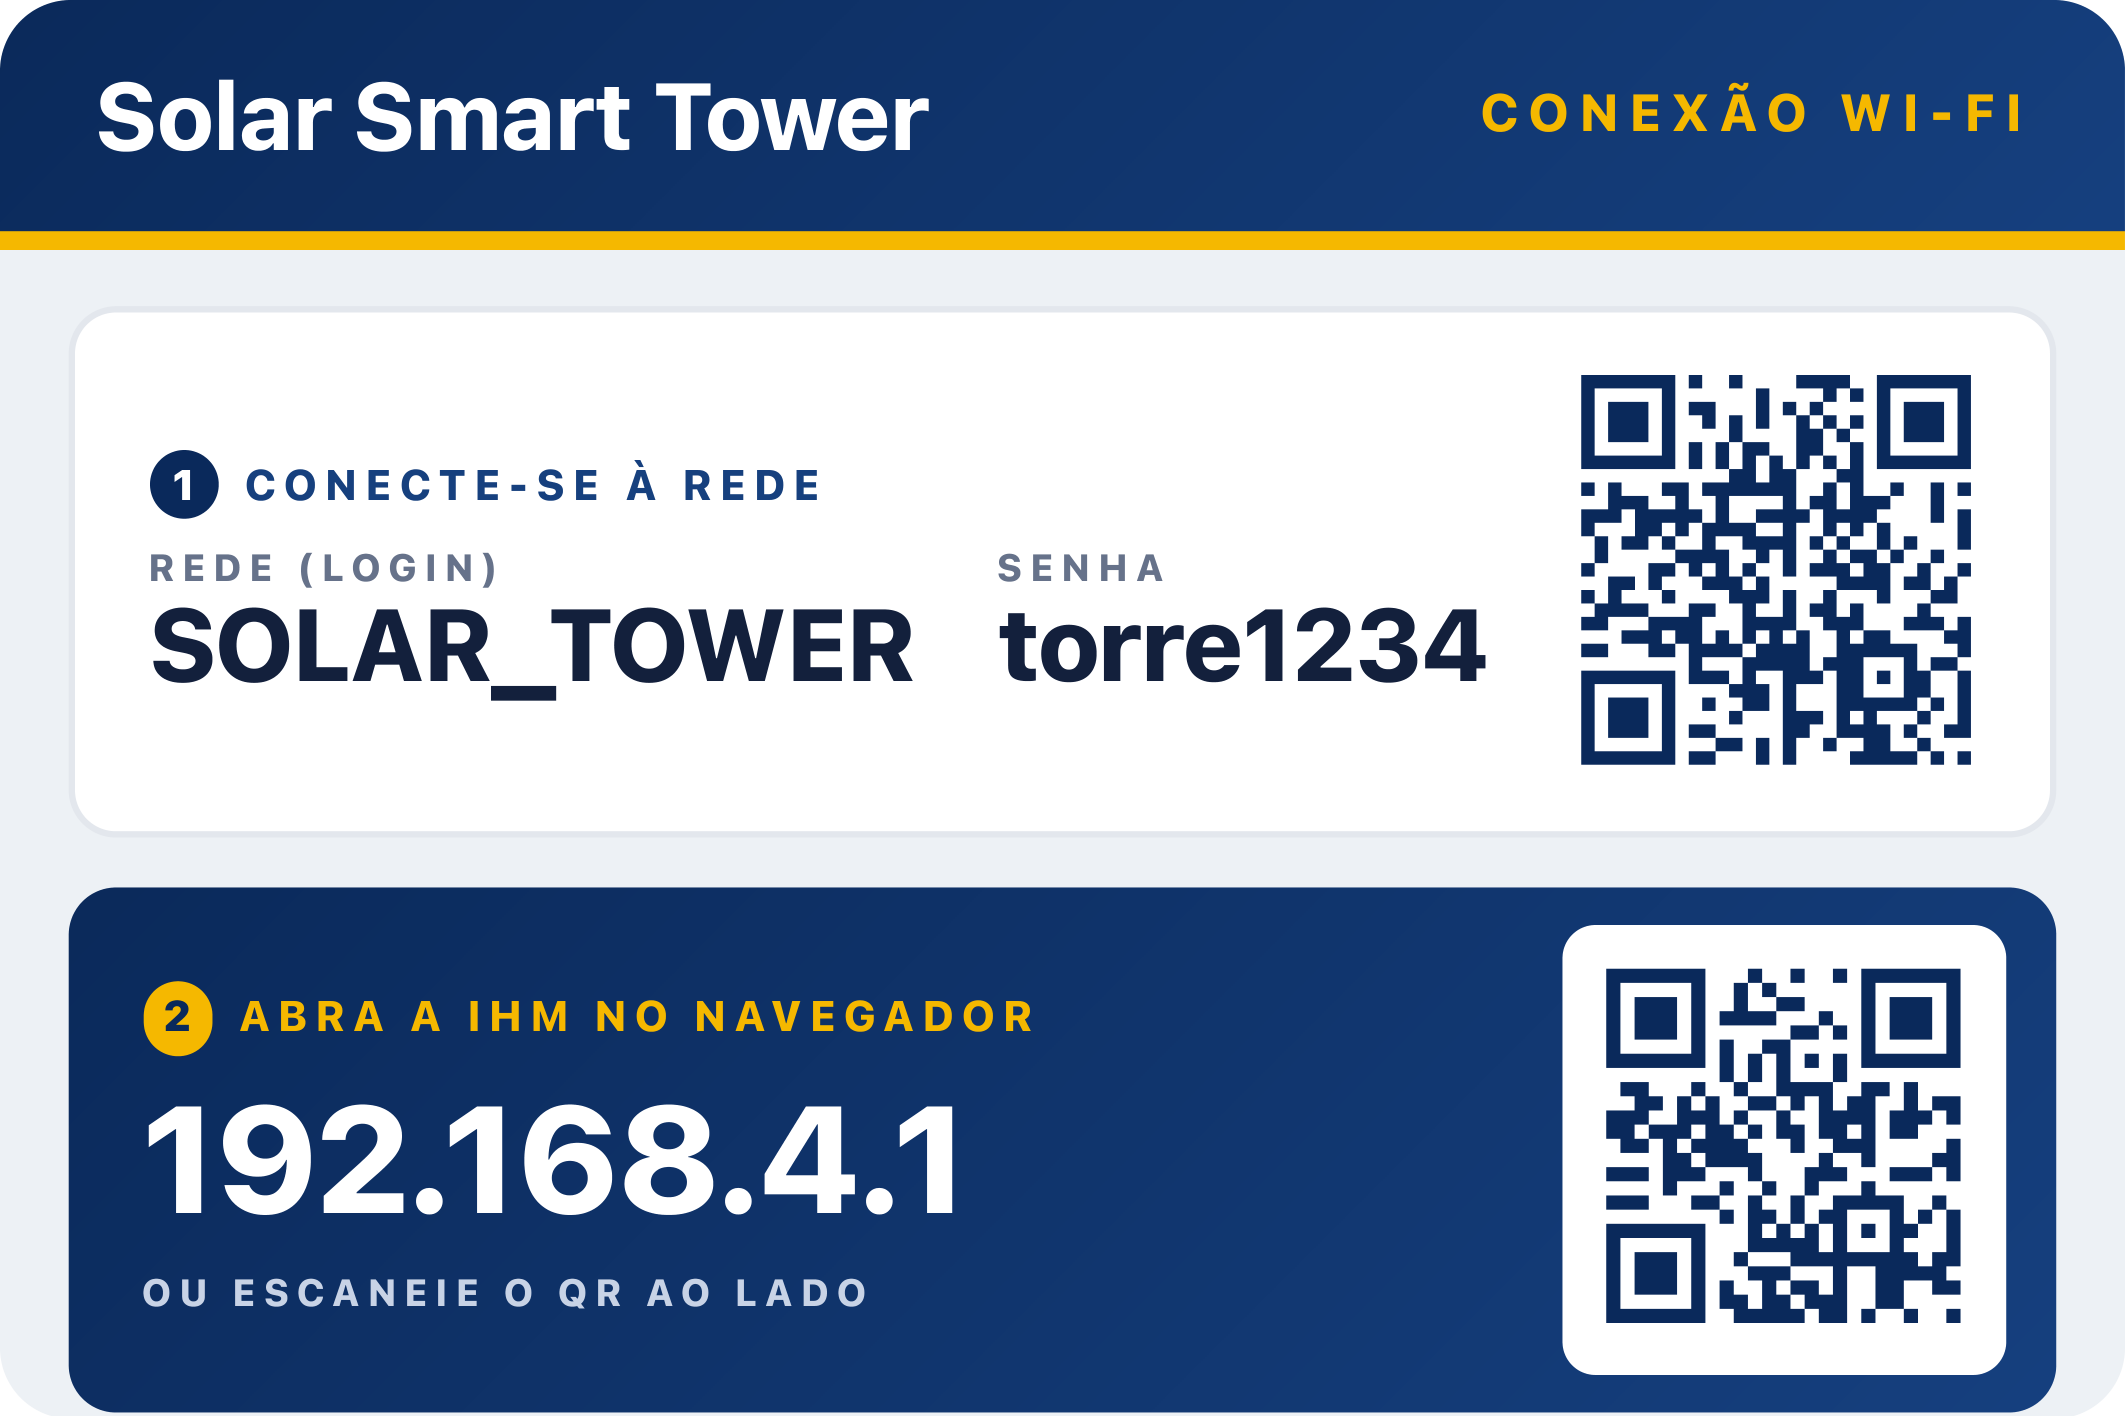 Solar Smart Tower
CONEXÃO WI-FI
1 CONECTE-SE À REDE
REDE (LOGIN)
SOLAR_TOWER
SENHA
torre1234
2 ABRA A IHM NO NAVEGADOR
192.168.4.1
OU ESCANEIE O QR AO LADO